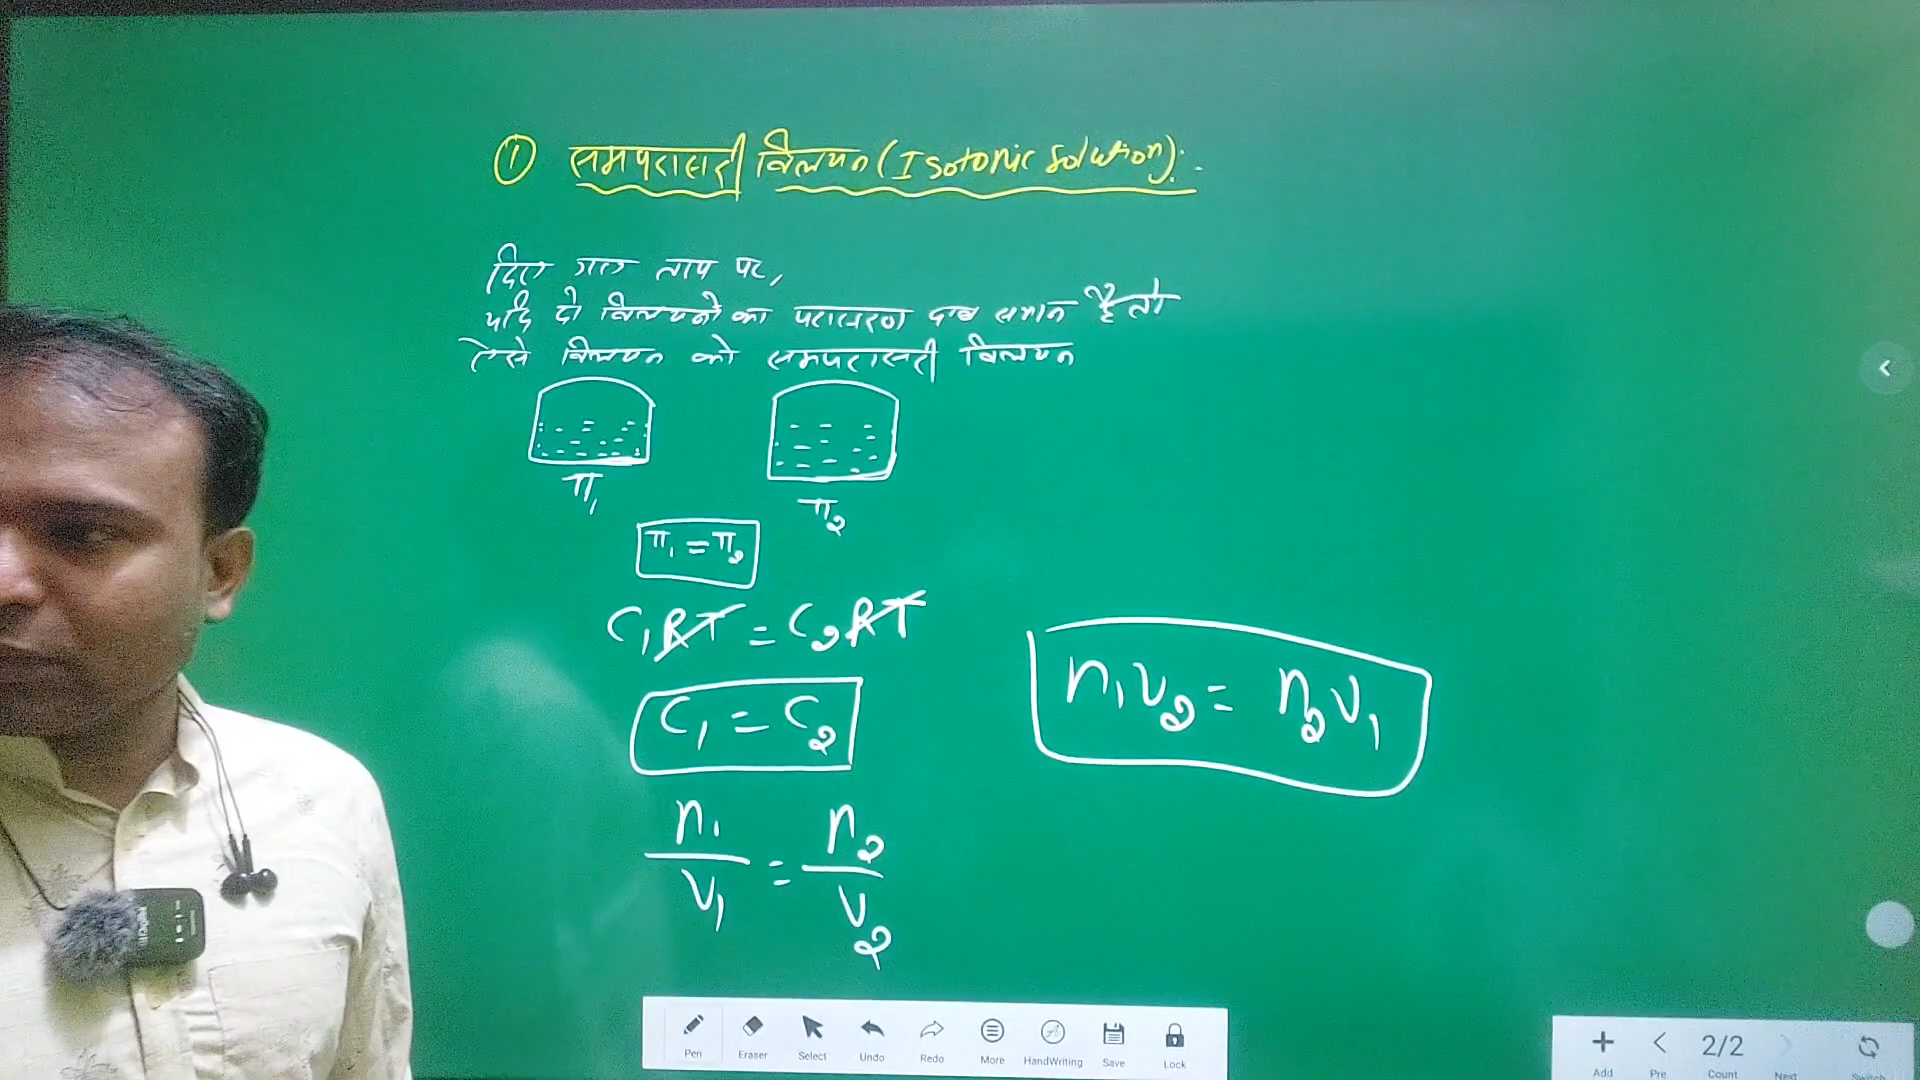 ① समपरासारी विलयन (Isotonic Solution):
दिए गए ताप पर,
यदि दो विलयनों का परासरण दाब समान है तो
ऐसे विलयन को समपरासारी विलयन
π₁ π₂
π₁ = π₂
C₁RT = C₂RT
C₁ = C₂
n₁V₂ = n₂V₁
n₁/V₁ = n₂/V₂
Pen Eraser Select Undo Redo More HandWriting Save Lock
2/2
Add Pre Count Next